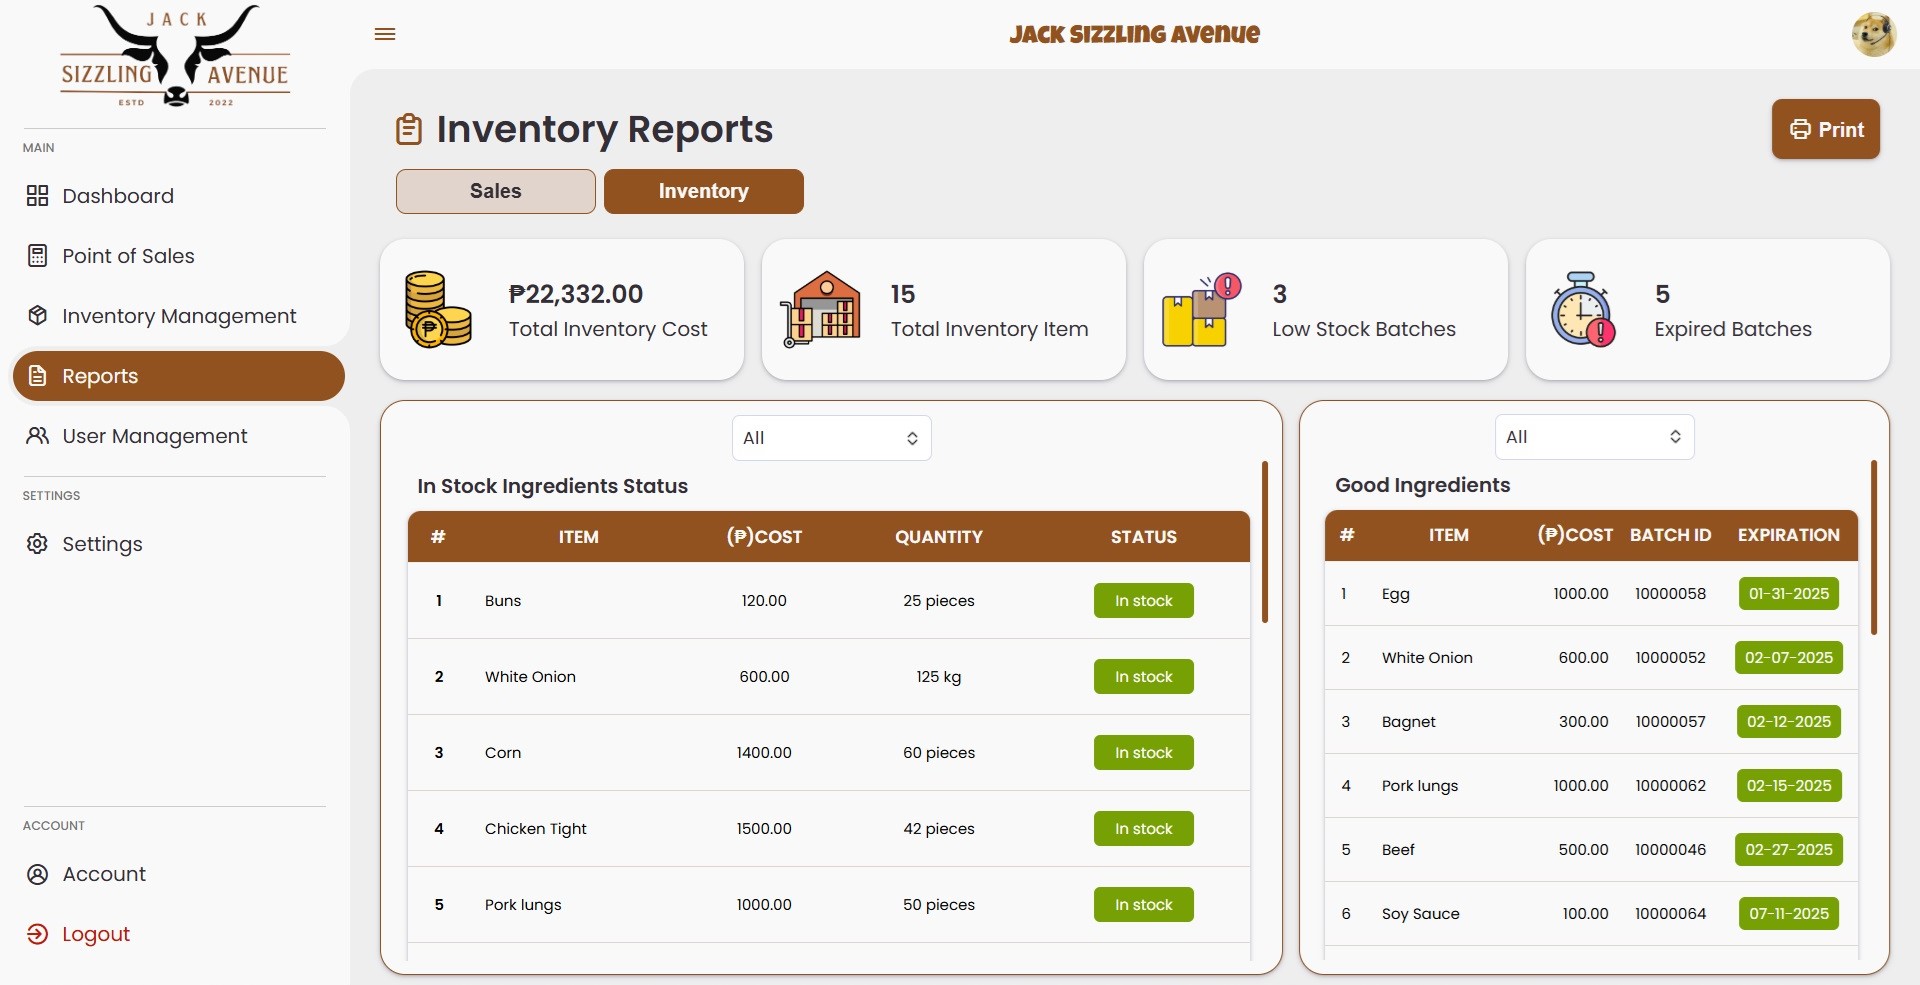 JACK
SIZZLING AVENUE
ESTD 2022
MAIN
Dashboard
Point of Sales
Inventory Management
Reports
User Management
SETTINGS
Settings
ACCOUNT
Account
Logout
Jack Sizzling Avenue
Inventory Reports
Print
Sales
Inventory
₱22,332.00
Total Inventory Cost
15
Total Inventory Item
3
Low Stock Batches
5
Expired Batches
All
In Stock Ingredients Status
# ITEM (₱)COST QUANTITY STATUS
1 Buns 120.00 25 pieces In stock
2 White Onion 600.00 125 kg In stock
3 Corn 1400.00 60 pieces In stock
4 Chicken Tight 1500.00 42 pieces In stock
5 Pork lungs 1000.00 50 pieces In stock
All
Good Ingredients
# ITEM (₱)COST BATCH ID EXPIRATION
1 Egg 1000.00 10000058 01-31-2025
2 White Onion 600.00 10000052 02-07-2025
3 Bagnet 300.00 10000057 02-12-2025
4 Pork lungs 1000.00 10000062 02-15-2025
5 Beef 500.00 10000046 02-27-2025
6 Soy Sauce 100.00 10000064 07-11-2025